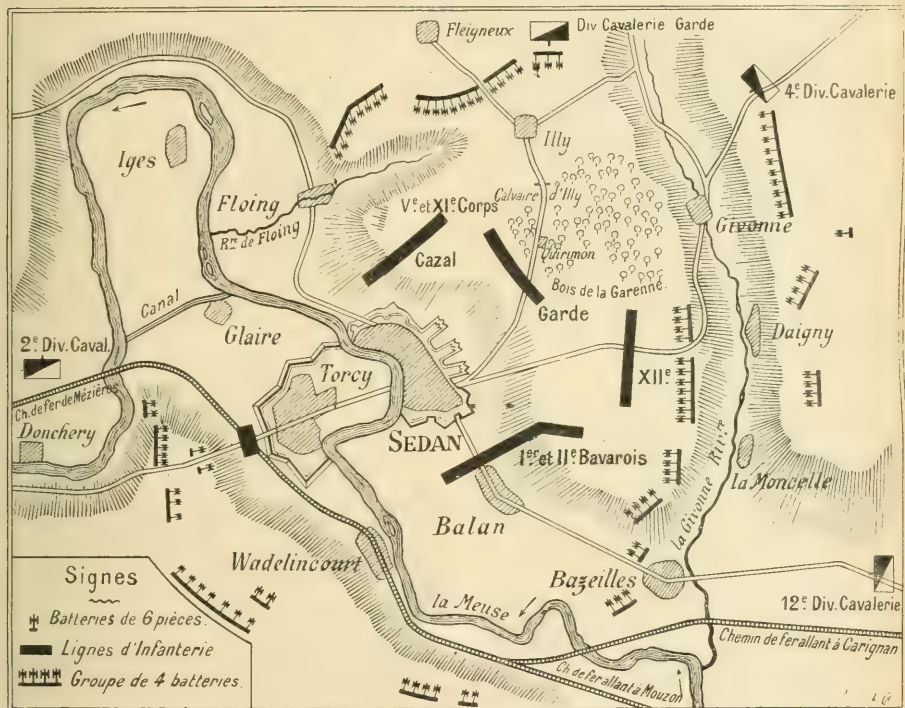 Fleigneux
Div Cavalerie Garde
4e. Div. Cavalerie
Illy
Iges
Calvaire d'Illy
Floing
Ve. et XIe. Corps
Givonne
Rau de Floing
Cazal
Quirimon
Bois de la Garenne.
Garde
Canal
Glaire
Daigny
2e. Div. Caval.
Torcy
XIIe.
Ch. de fer de Mézières
Donchery
SEDAN
Ier. et IIe. Bavarois
la Moncelle
la Givonne Rivre
Balan
Wadelincourt
Bazeilles
Signes
Batteries de 6 pièces.
la Meuse
12e. Div. Cavalerie
Lignes d'Infanterie
Chemin de fer allant à Carignan
Groupe de 4 batteries.
Ch. de fer allant à Mouzon